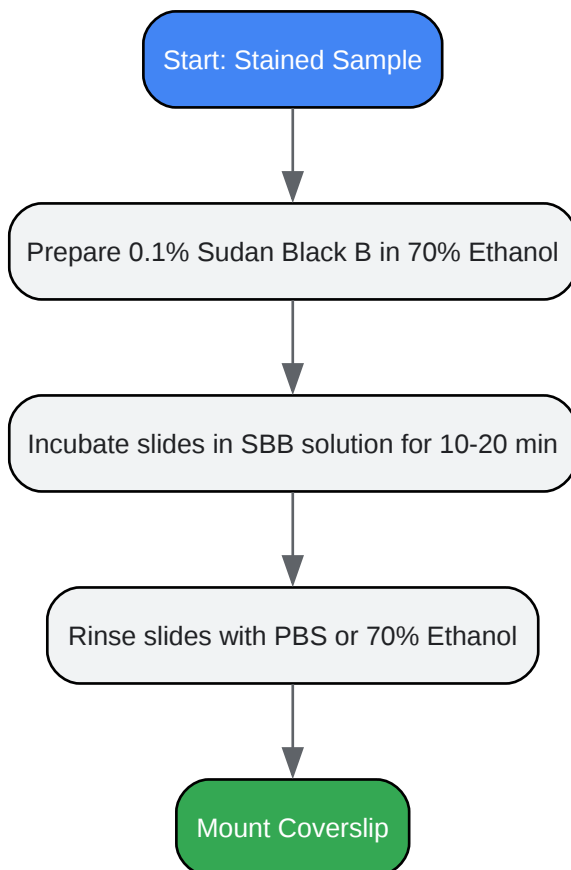 Start: Stained Sample
Prepare 0.1% Sudan Black B in 70% Ethanol
Incubate slides in SBB solution for 10-20 min
Rinse slides with PBS or 70% Ethanol
Mount Coverslip